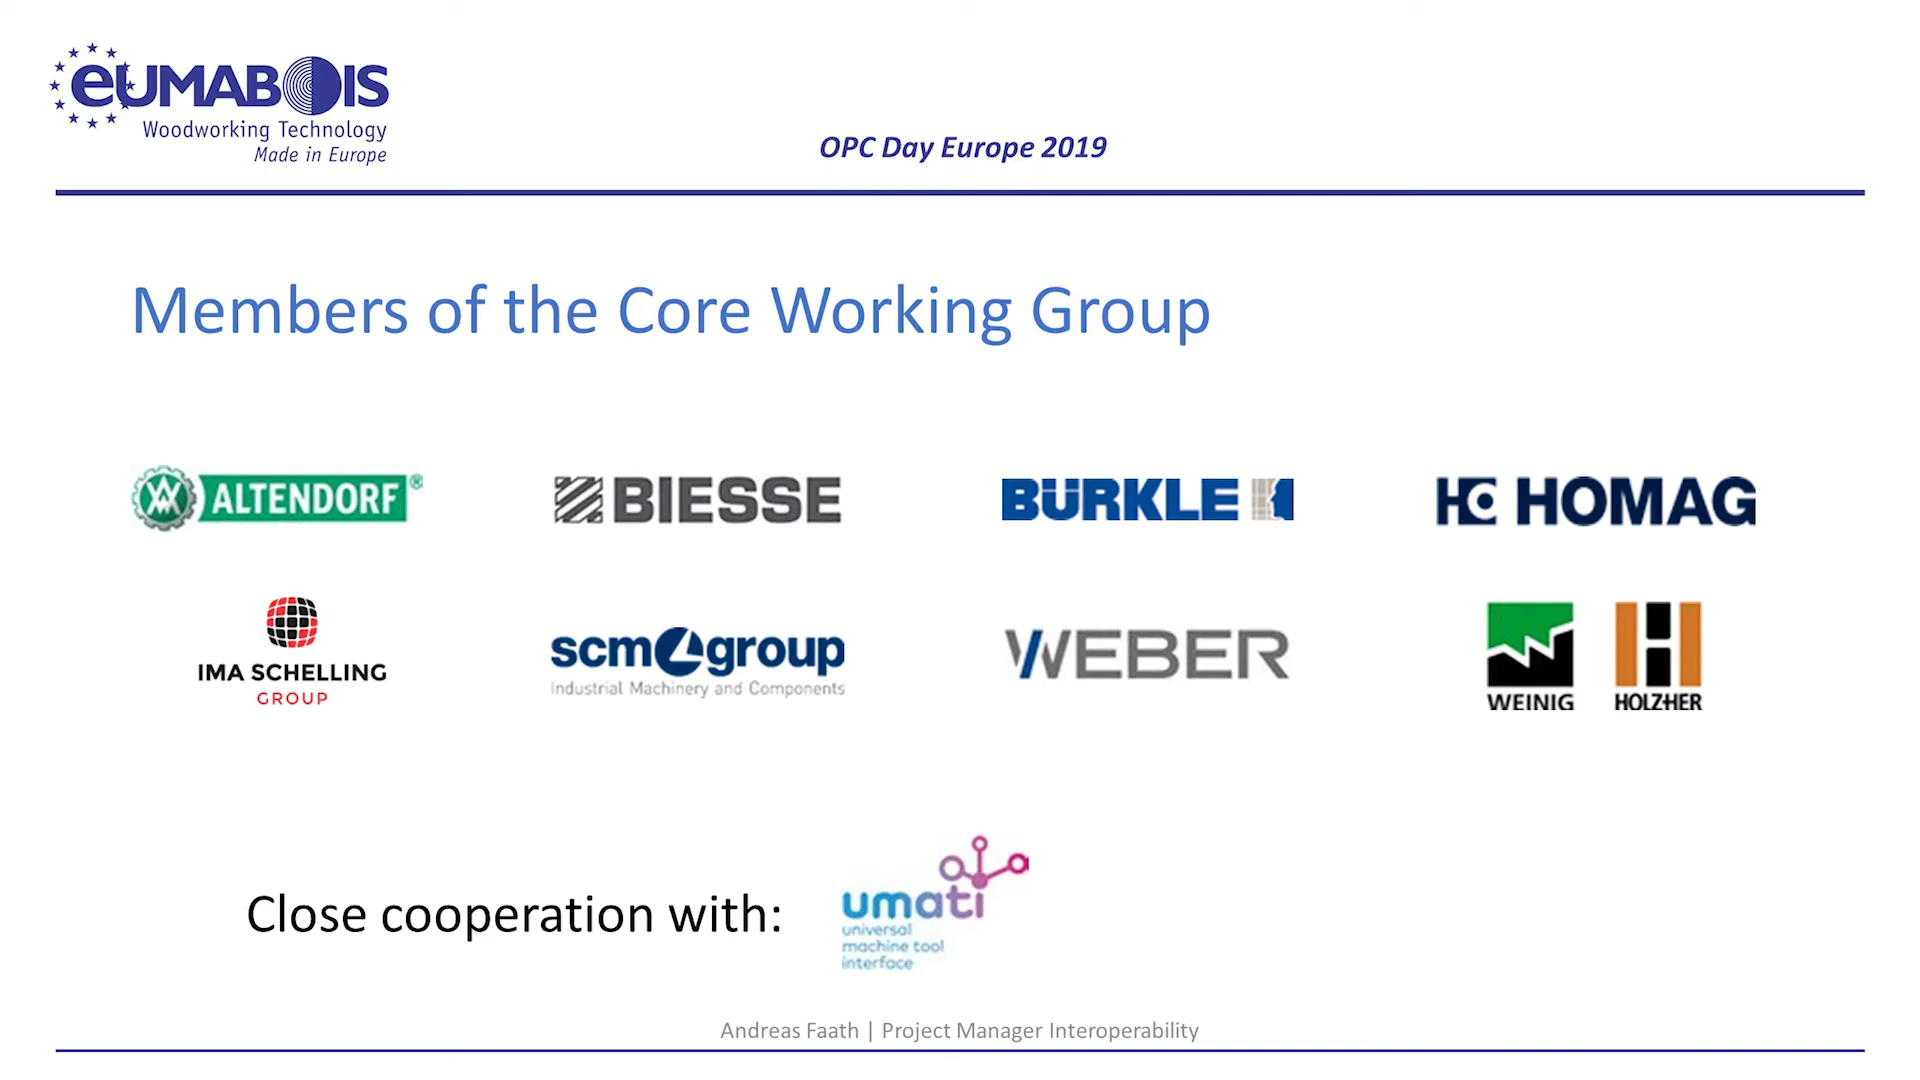 eUMABOIS
Woodworking Technology
Made in Europe
OPC Day Europe 2019
Members of the Core Working Group
ALTENDORF®
BIESSE
BÜRKLE
HOMAG
IMA SCHELLING
GROUP
scm group
Industrial Machinery and Components
WEBER
WEINIG
HOLZHER
Close cooperation with:
umati
universal
machine tool
interface
Andreas Faath | Project Manager Interoperability